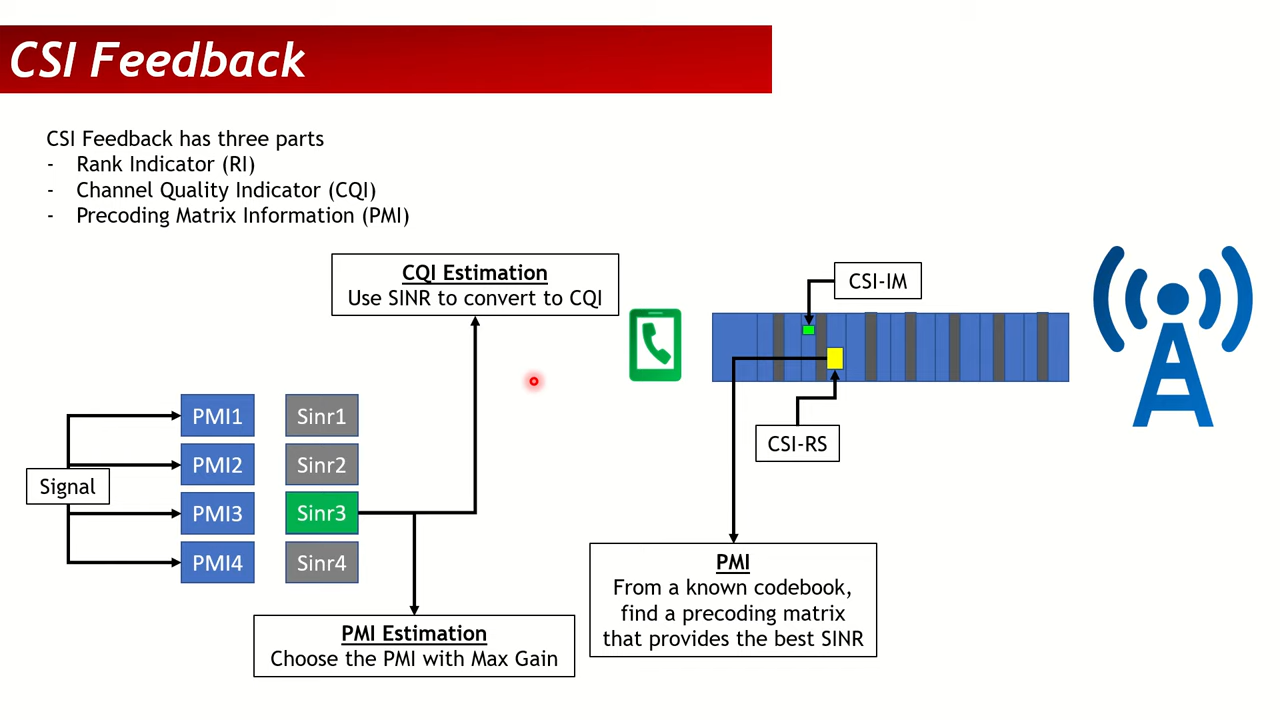 CSI Feedback
CSI Feedback has three parts
- Rank Indicator (RI)
- Channel Quality Indicator (CQI)
- Precoding Matrix Information (PMI)
CQI Estimation
Use SINR to convert to CQI
CSI-IM
CSI-RS
Signal
PMI1
Sinr1
PMI2
Sinr2
PMI3
Sinr3
PMI4
Sinr4
PMI Estimation
Choose the PMI with Max Gain
PMI
From a known codebook,
find a precoding matrix
that provides the best SINR